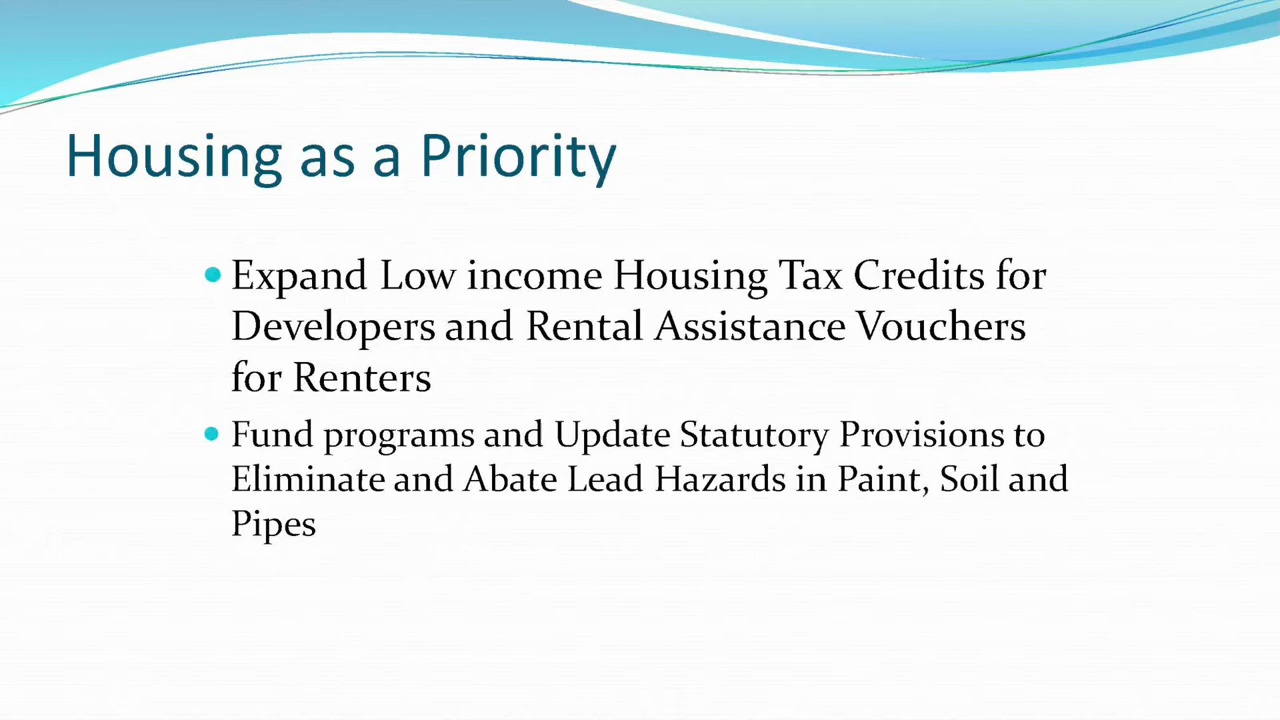 Housing as a Priority
• Expand Low income Housing Tax Credits for
Developers and Rental Assistance Vouchers
for Renters
• Fund programs and Update Statutory Provisions to
Eliminate and Abate Lead Hazards in Paint, Soil and
Pipes